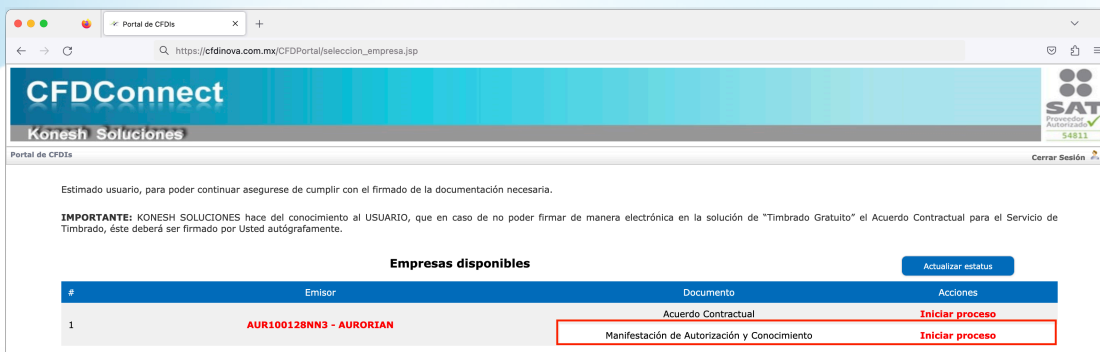 Portal de CFDIs
https://cfdinova.com.mx/CFDPortal/seleccion_empresa.jsp
CFDConnect
Konesh Soluciones
SAT
Proveedor
Autorizado
54811
Portal de CFDIs
Cerrar Sesión
Estimado usuario, para poder continuar asegurese de cumplir con el firmado de la documentación necesaria.
IMPORTANTE: KONESH SOLUCIONES hace del conocimiento al USUARIO, que en caso de no poder firmar de manera electrónica en la solución de "Timbrado Gratuito" el Acuerdo Contractual para el Servicio de
Timbrado, éste deberá ser firmado por Usted autógrafamente.
Empresas disponibles
Actualizar estatus
# Emisor Documento Acciones
Acuerdo Contractual Iniciar proceso
1 AUR100128NN3 - AURORIAN
Manifestación de Autorización y Conocimiento Iniciar proceso